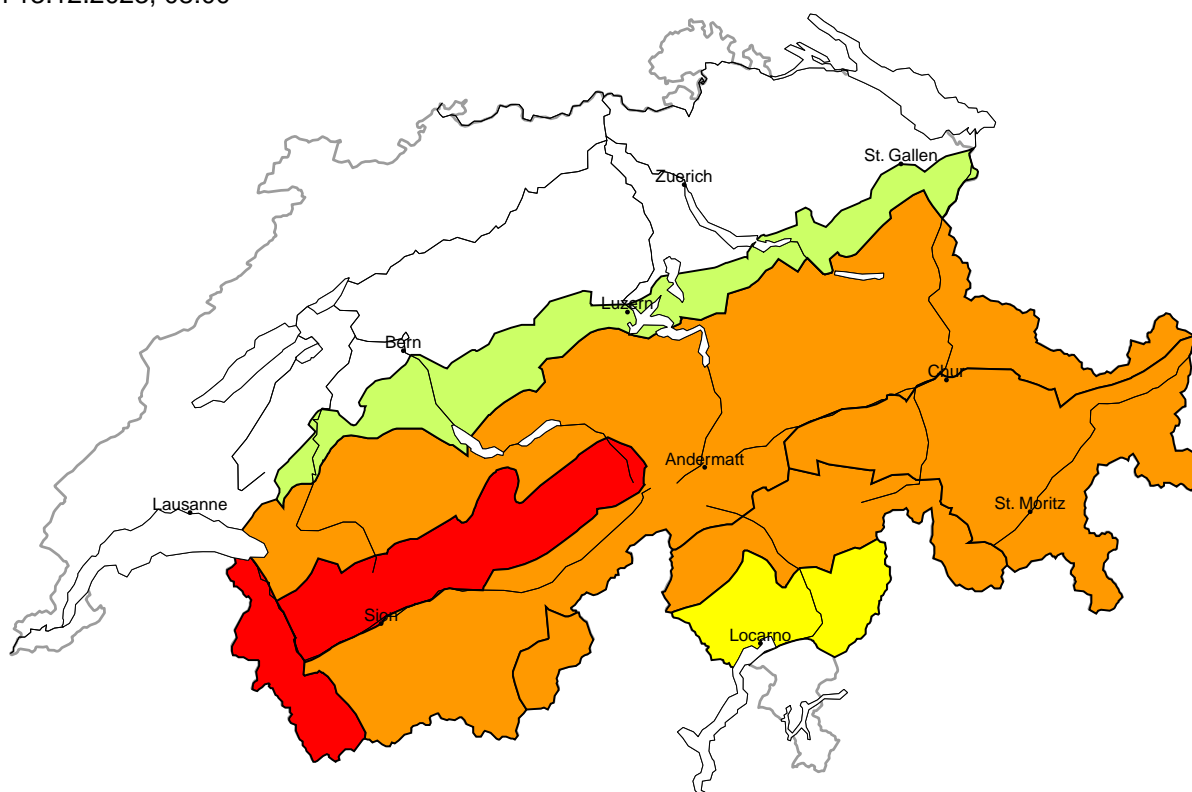 St. Gallen
Zuerich
Luzern
Bern
Chur
Andermatt
Lausanne
St. Moritz
Sion
Locarno